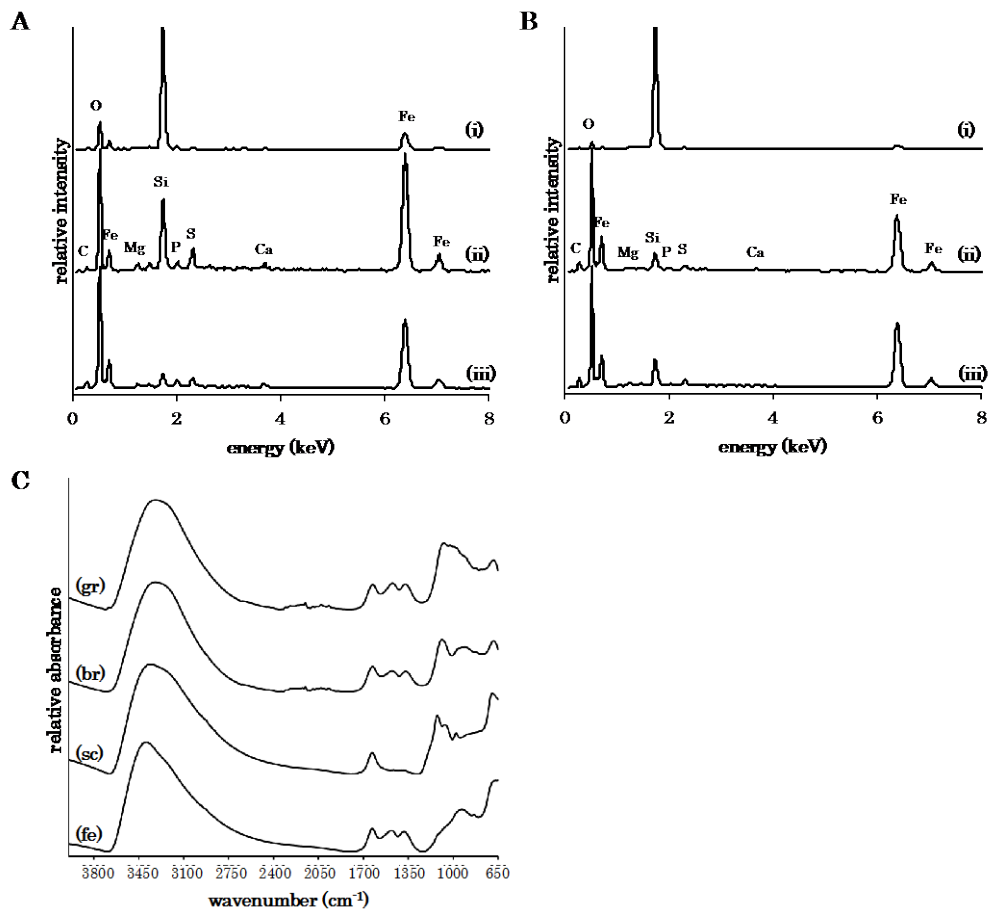 A
B
relative intensity
O
Fe
(i)
Si
C
Fe
Mg
P
S
Ca
Fe
(ii)
(iii)
0
2
4
6
8
energy (keV)
relative intensity
O
(i)
C
Fe
Mg
Si
P
S
Ca
Fe
Fe
(ii)
(iii)
0
2
4
6
8
energy (keV)
C
relative absorbance
(gr)
(br)
(sc)
(fe)
3800 3450 3100 2750 2400 2050 1700 1350 1000 650
wavenumber (cm⁻¹)